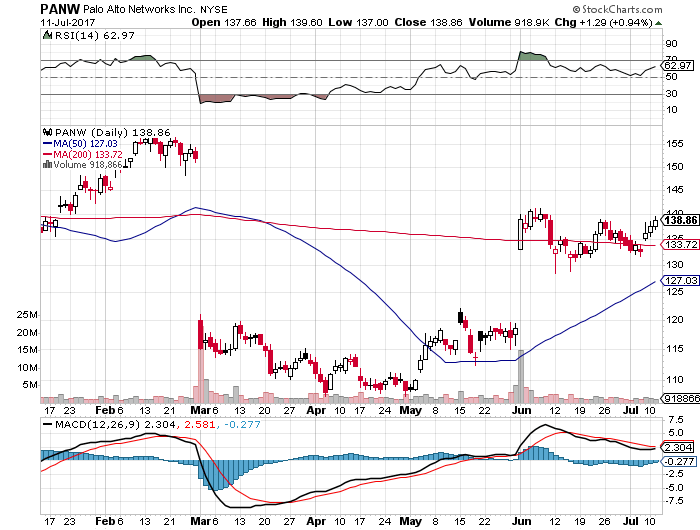 PANW Palo Alto Networks Inc. NYSE © StockCharts.com
11-Jul-2017 Open 137.66 High 139.60 Low 137.00 Close 138.86 Volume 918.9K Chg +1.29 (+0.94%)
RSI(14) 62.97
90
70
62.97
50
30
10
PANW (Daily) 138.86
MA(50) 127.03
MA(200) 133.72
Volume 918,866
155
150
145
140
138.86
135
133.72
130
127.03
125
120
115
110
25M
20M
15M
10M
5M
918866
17 23 Feb 6 13 21 27 Mar 6 13 20 27 Apr 10 17 24 May 8 15 22 Jun 12 19 26 Jul 10
MACD(12,26,9) 2.304, 2.581, -0.277
7.5
5.0
2.304
-0.277
-2.5
-5.0
-7.5
17 23 Feb 6 13 21 27 Mar 6 13 20 27 Apr 10 17 24 May 8 15 22 Jun 12 19 26 Jul 10